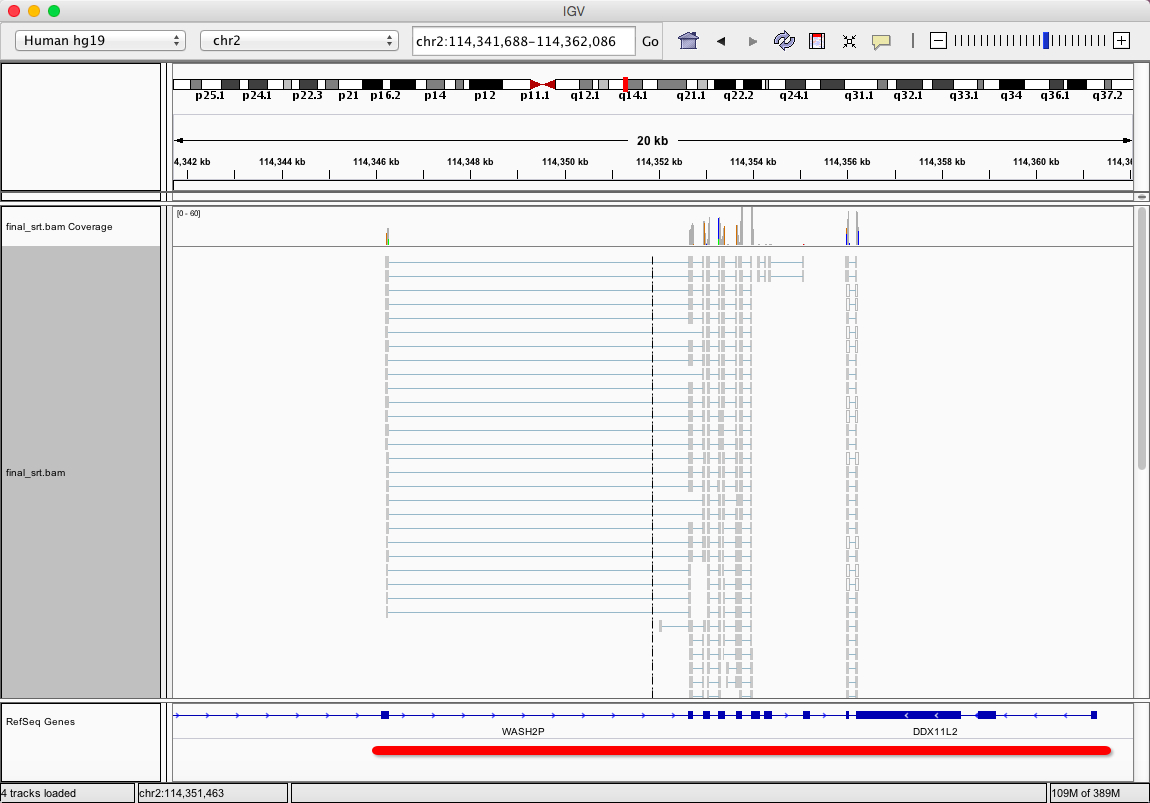 IGV
Human hg19 chr2 chr2:114,341,688-114,362,086 Go
p25.1 p24.1 p22.3 p21 p16.2 p14 p12 p11.1 q12.1 q14.1 q21.1 q22.2 q24.1 q31.1 q32.1 q33.1 q34 q36.1 q37.2
20 kb
4,342 kb 114,344 kb 114,346 kb 114,348 kb 114,350 kb 114,352 kb 114,354 kb 114,356 kb 114,358 kb 114,360 kb 114,36
[0 - 60]
final_srt.bam Coverage
final_srt.bam
RefSeq Genes
WASH2P DDX11L2
4 tracks loaded chr2:114,351,463 109M of 389M